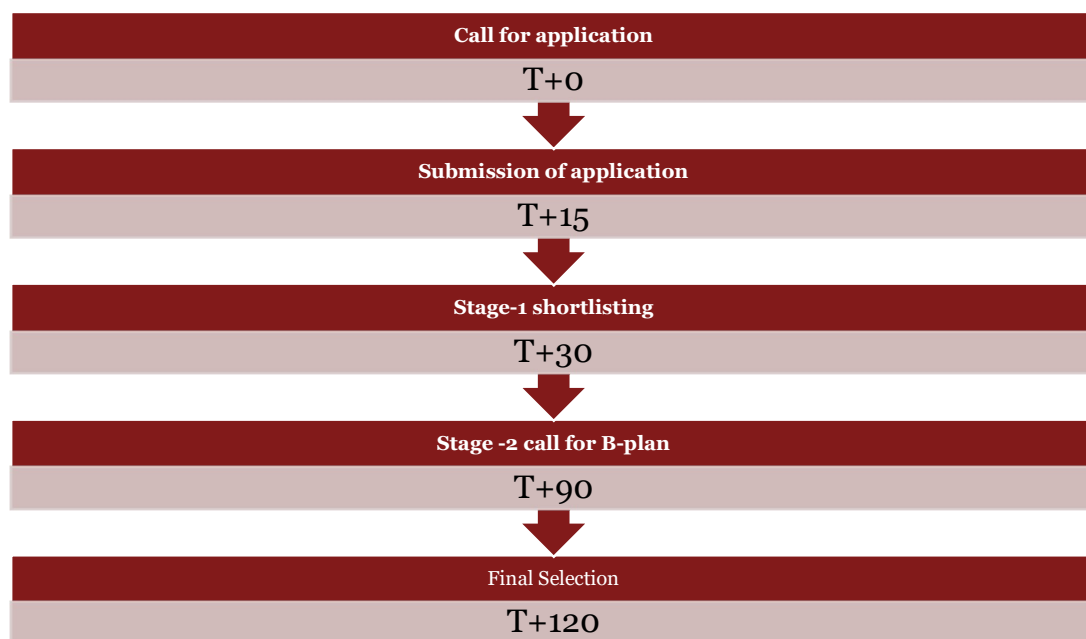 Call for application
T+0
Submission of application
T+15
Stage-1 shortlisting
T+30
Stage -2 call for B-plan
T+90
Final Selection
T+120